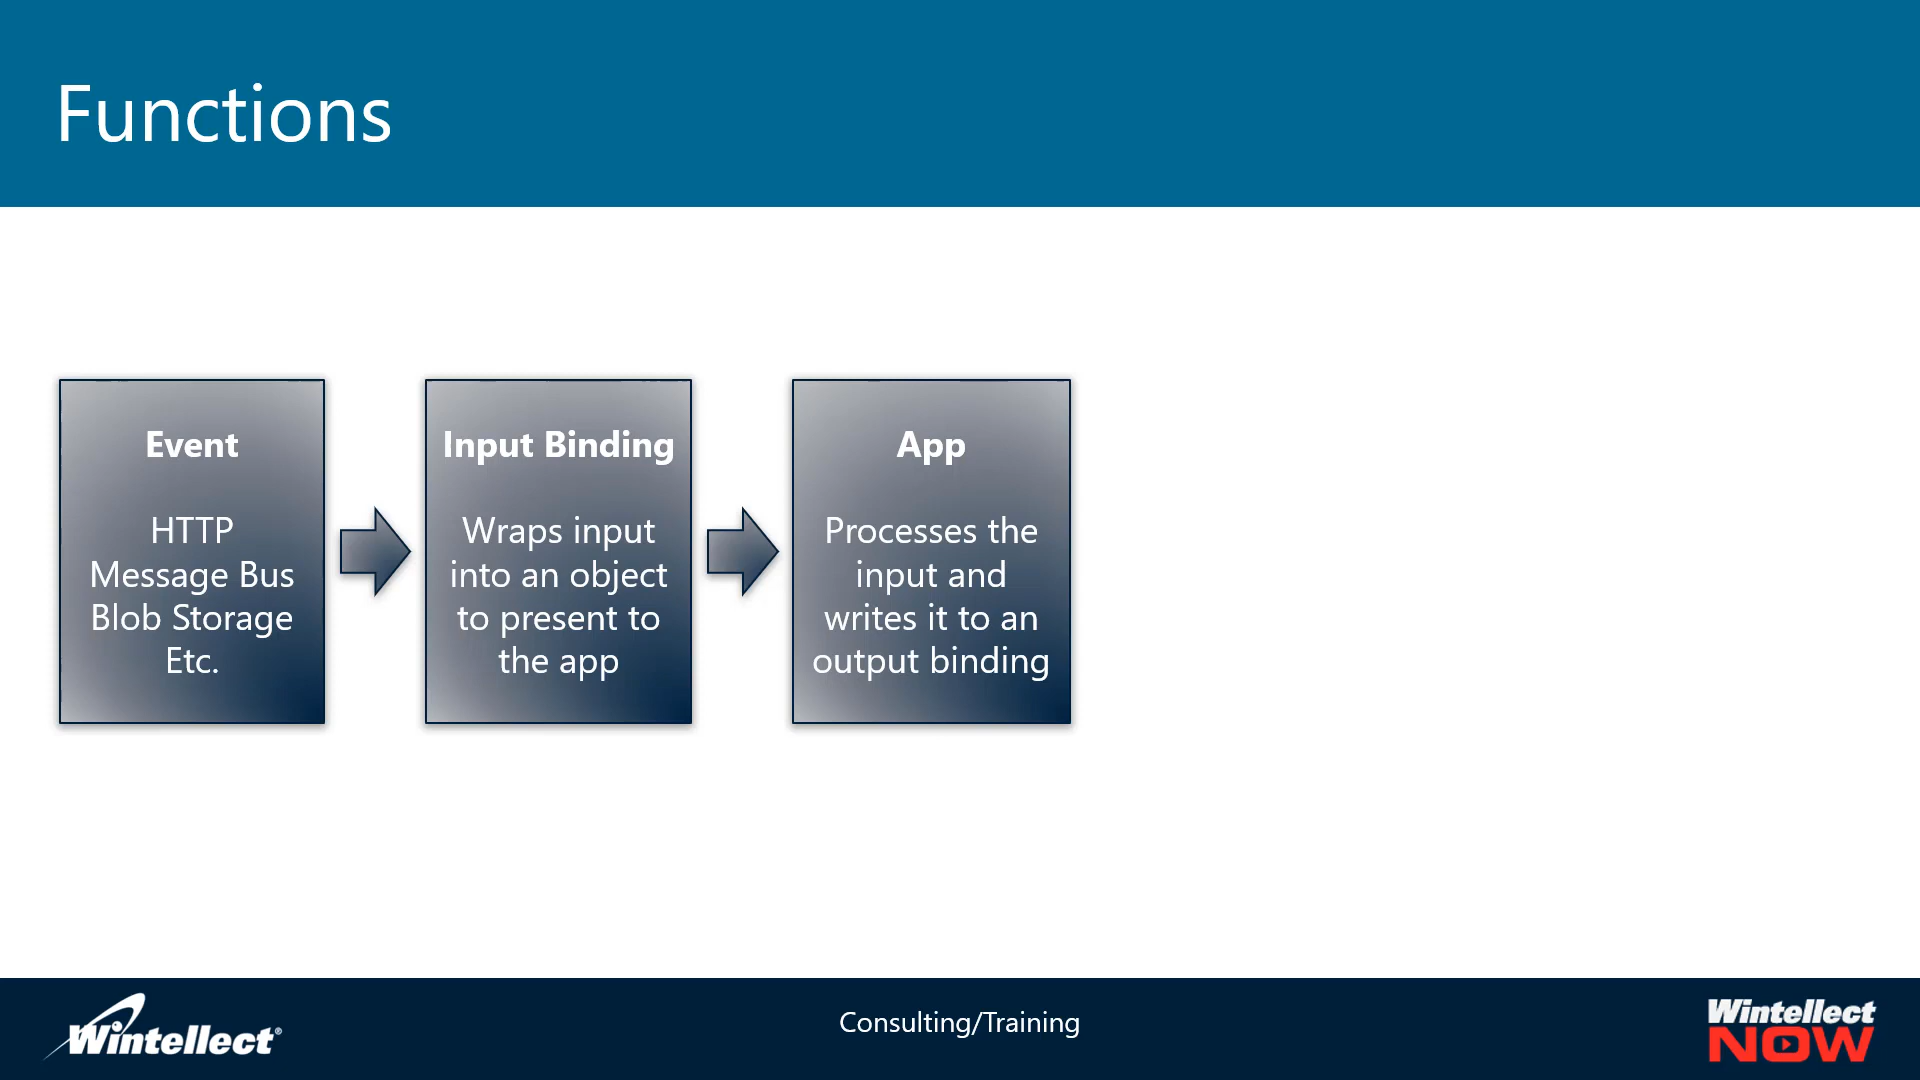 Functions
Event
HTTP
Message Bus
Blob Storage
Etc.
Input Binding
Wraps input
into an object
to present to
the app
App
Processes the
input and
writes it to an
output binding
Wintellect®
Consulting/Training
Wintellect
NOW